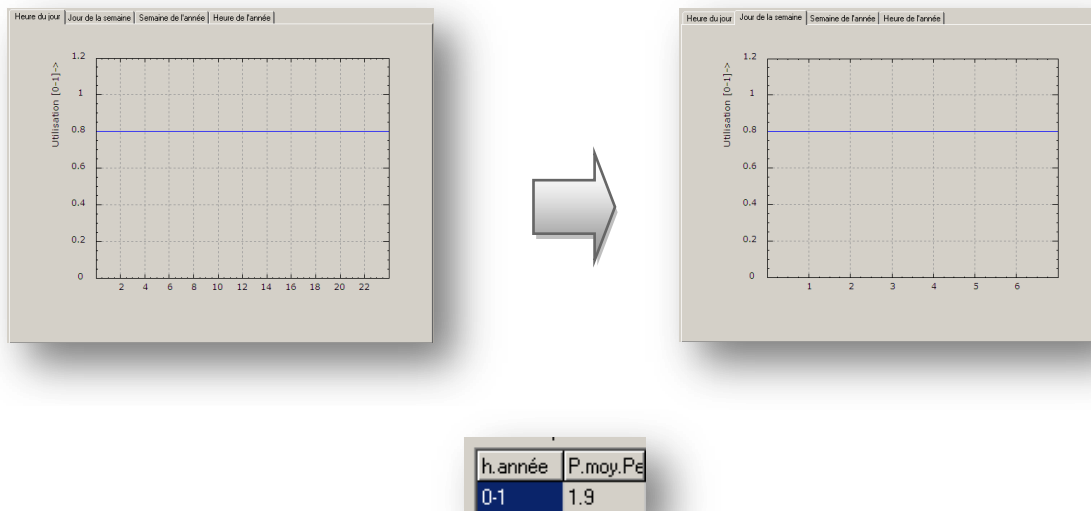 Heure du jour Jour de la semaine Semaine de l'année Heure de l'année
Utilisation [0-1]->
1.2
1
0.8
0.6
0.4
0.2
0
2 4 6 8 10 12 14 16 18 20 22
Heure du jour Jour de la semaine Semaine de l'année Heure de l'année
Utilisation [0-1]->
1.2
1
0.8
0.6
0.4
0.2
0
1 2 3 4 5 6
h.année P.moy.Pe
0-1 1.9